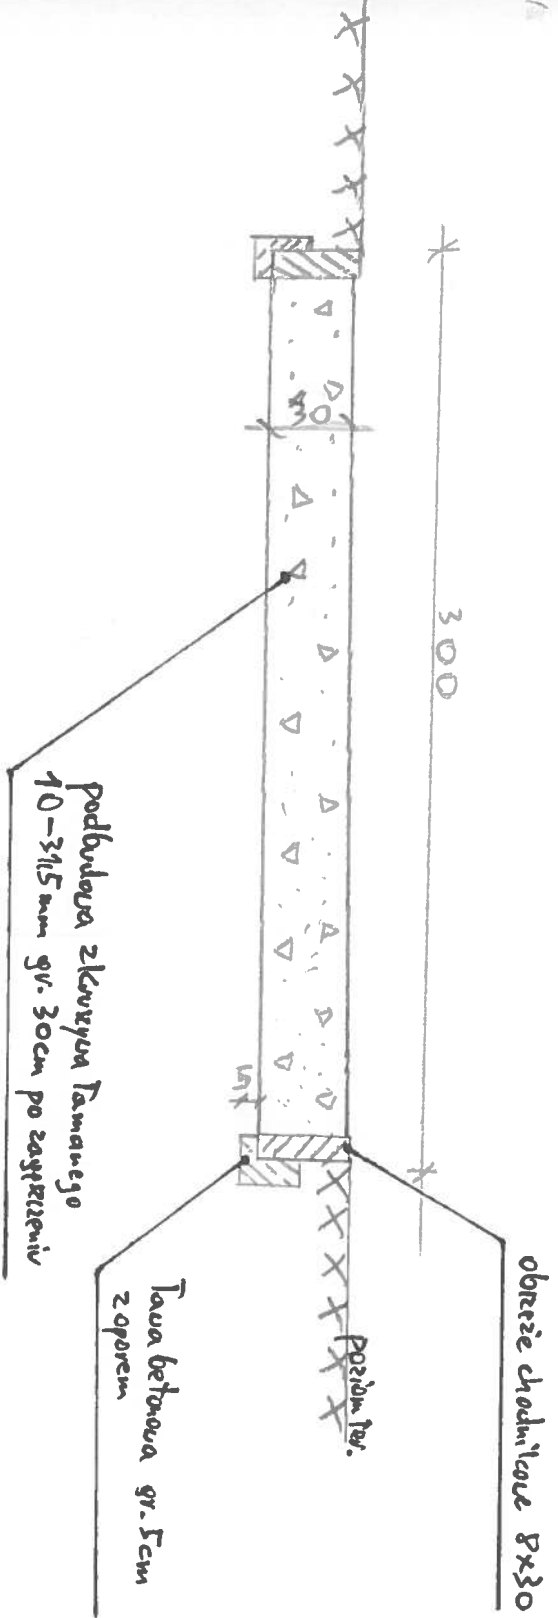 300
30
5
obrzeże chodnikowe 8x30
poziom ter.
Ława betonowa gr. 5cm
z oporem
podbudowa z kruszywa łamanego
10-31,5 mm gr. 30cm po zagęszczeniu